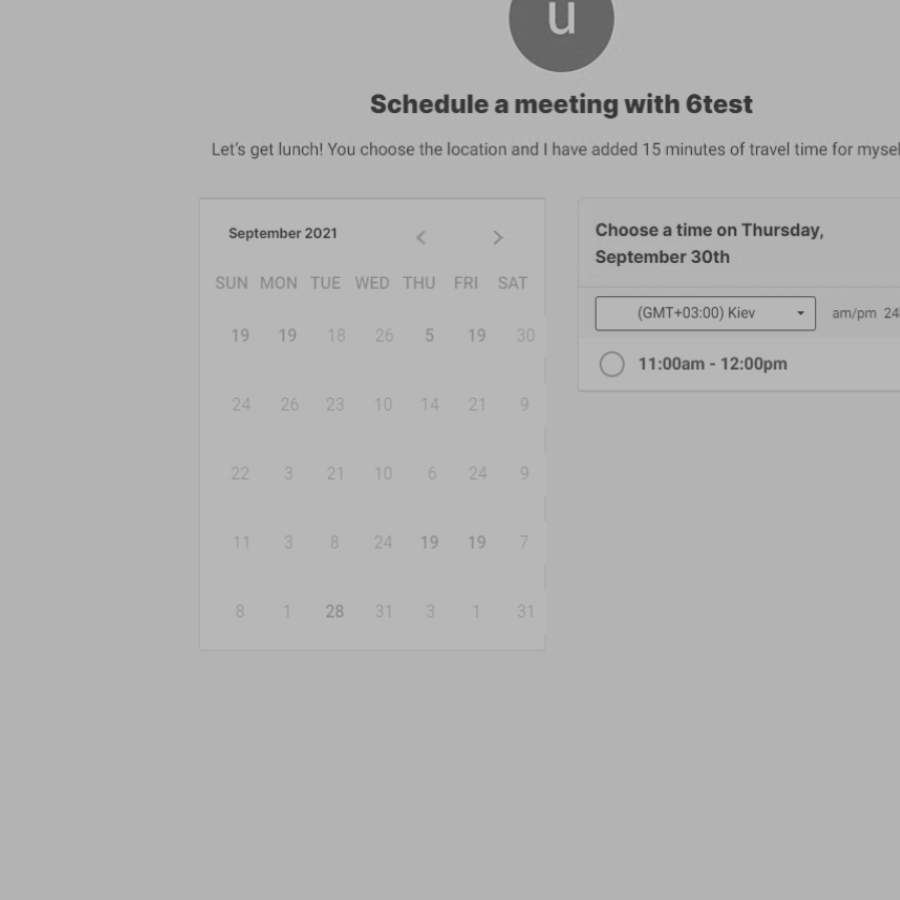 u
Schedule a meeting with 6test
Let's get lunch! You choose the location and I have added 15 minutes of travel time for mysel
September 2021
SUN MON TUE WED THU FRI SAT
19 19 18 26 5 19 30
24 26 23 10 14 21 9
22 3 21 10 6 24 9
11 3 8 24 19 19 7
8 1 28 31 3 1 31
Choose a time on Thursday,
September 30th
(GMT+03:00) Kiev am/pm 24
11:00am - 12:00pm